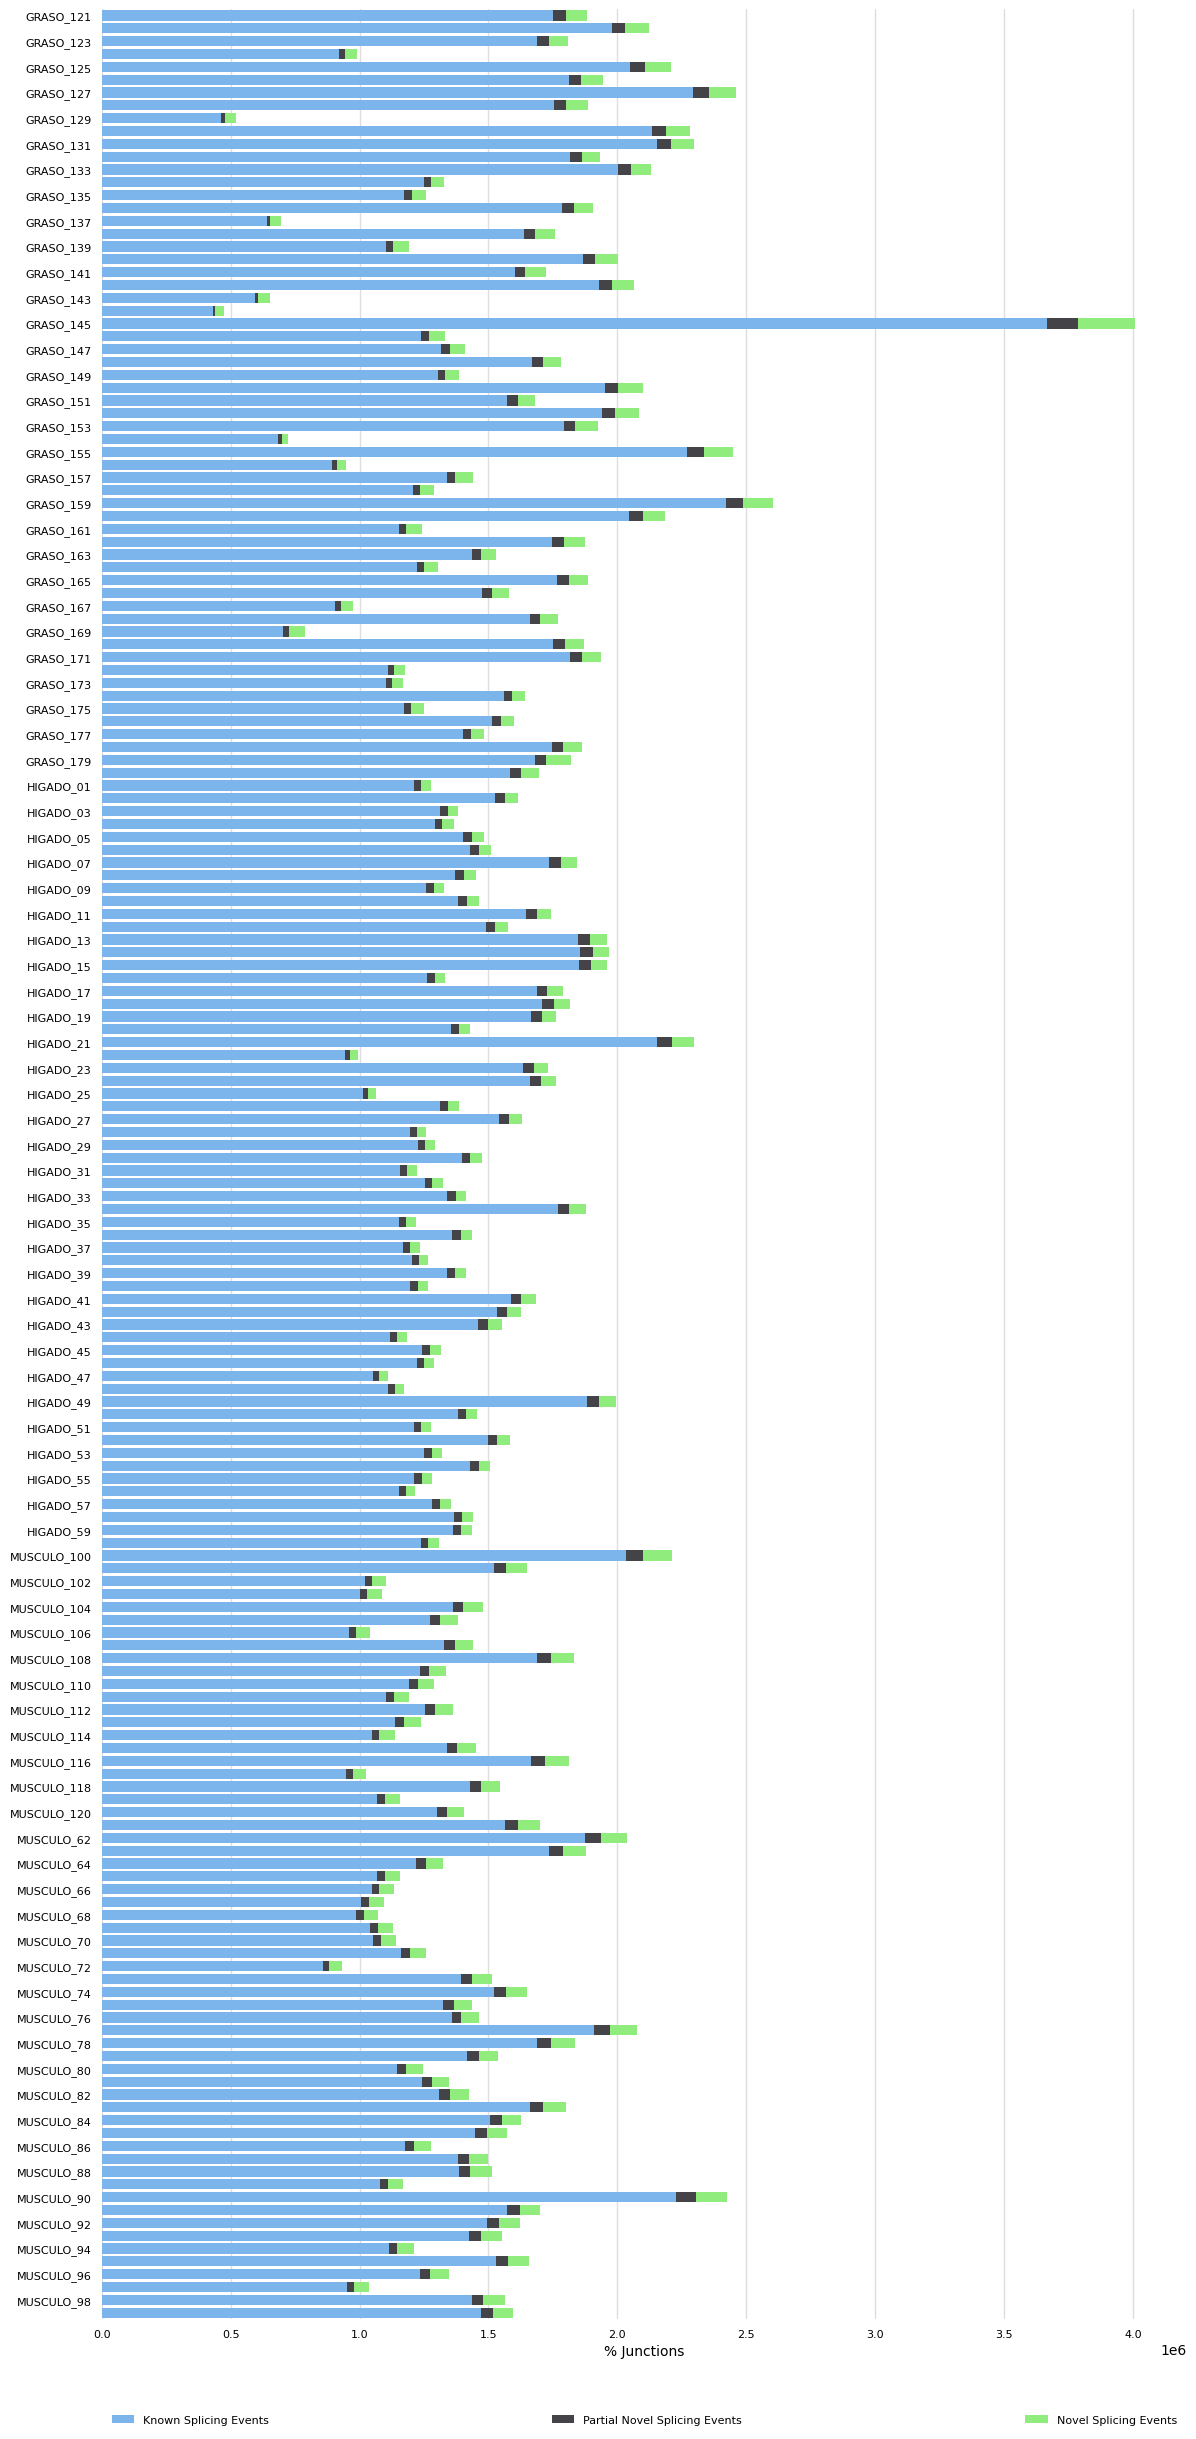 GRASO_121
GRASO_123
GRASO_125
GRASO_127
GRASO_129
GRASO_131
GRASO_133
GRASO_135
GRASO_137
GRASO_139
GRASO_141
GRASO_143
GRASO_145
GRASO_147
GRASO_149
GRASO_151
GRASO_153
GRASO_155
GRASO_157
GRASO_159
GRASO_161
GRASO_163
GRASO_165
GRASO_167
GRASO_169
GRASO_171
GRASO_173
GRASO_175
GRASO_177
GRASO_179
HIGADO_01
HIGADO_03
HIGADO_05
HIGADO_07
HIGADO_09
HIGADO_11
HIGADO_13
HIGADO_15
HIGADO_17
HIGADO_19
HIGADO_21
HIGADO_23
HIGADO_25
HIGADO_27
HIGADO_29
HIGADO_31
HIGADO_33
HIGADO_35
HIGADO_37
HIGADO_39
HIGADO_41
HIGADO_43
HIGADO_45
HIGADO_47
HIGADO_49
HIGADO_51
HIGADO_53
HIGADO_55
HIGADO_57
HIGADO_59
MUSCULO_100
MUSCULO_102
MUSCULO_104
MUSCULO_106
MUSCULO_108
MUSCULO_110
MUSCULO_112
MUSCULO_114
MUSCULO_116
MUSCULO_118
MUSCULO_120
MUSCULO_62
MUSCULO_64
MUSCULO_66
MUSCULO_68
MUSCULO_70
MUSCULO_72
MUSCULO_74
MUSCULO_76
MUSCULO_78
MUSCULO_80
MUSCULO_82
MUSCULO_84
MUSCULO_86
MUSCULO_88
MUSCULO_90
MUSCULO_92
MUSCULO_94
MUSCULO_96
MUSCULO_98
0.0 0.5 1.0 1.5 2.0 2.5 3.0 3.5 4.0
% Junctions 1e6
Known Splicing Events Partial Novel Splicing Events Novel Splicing Events